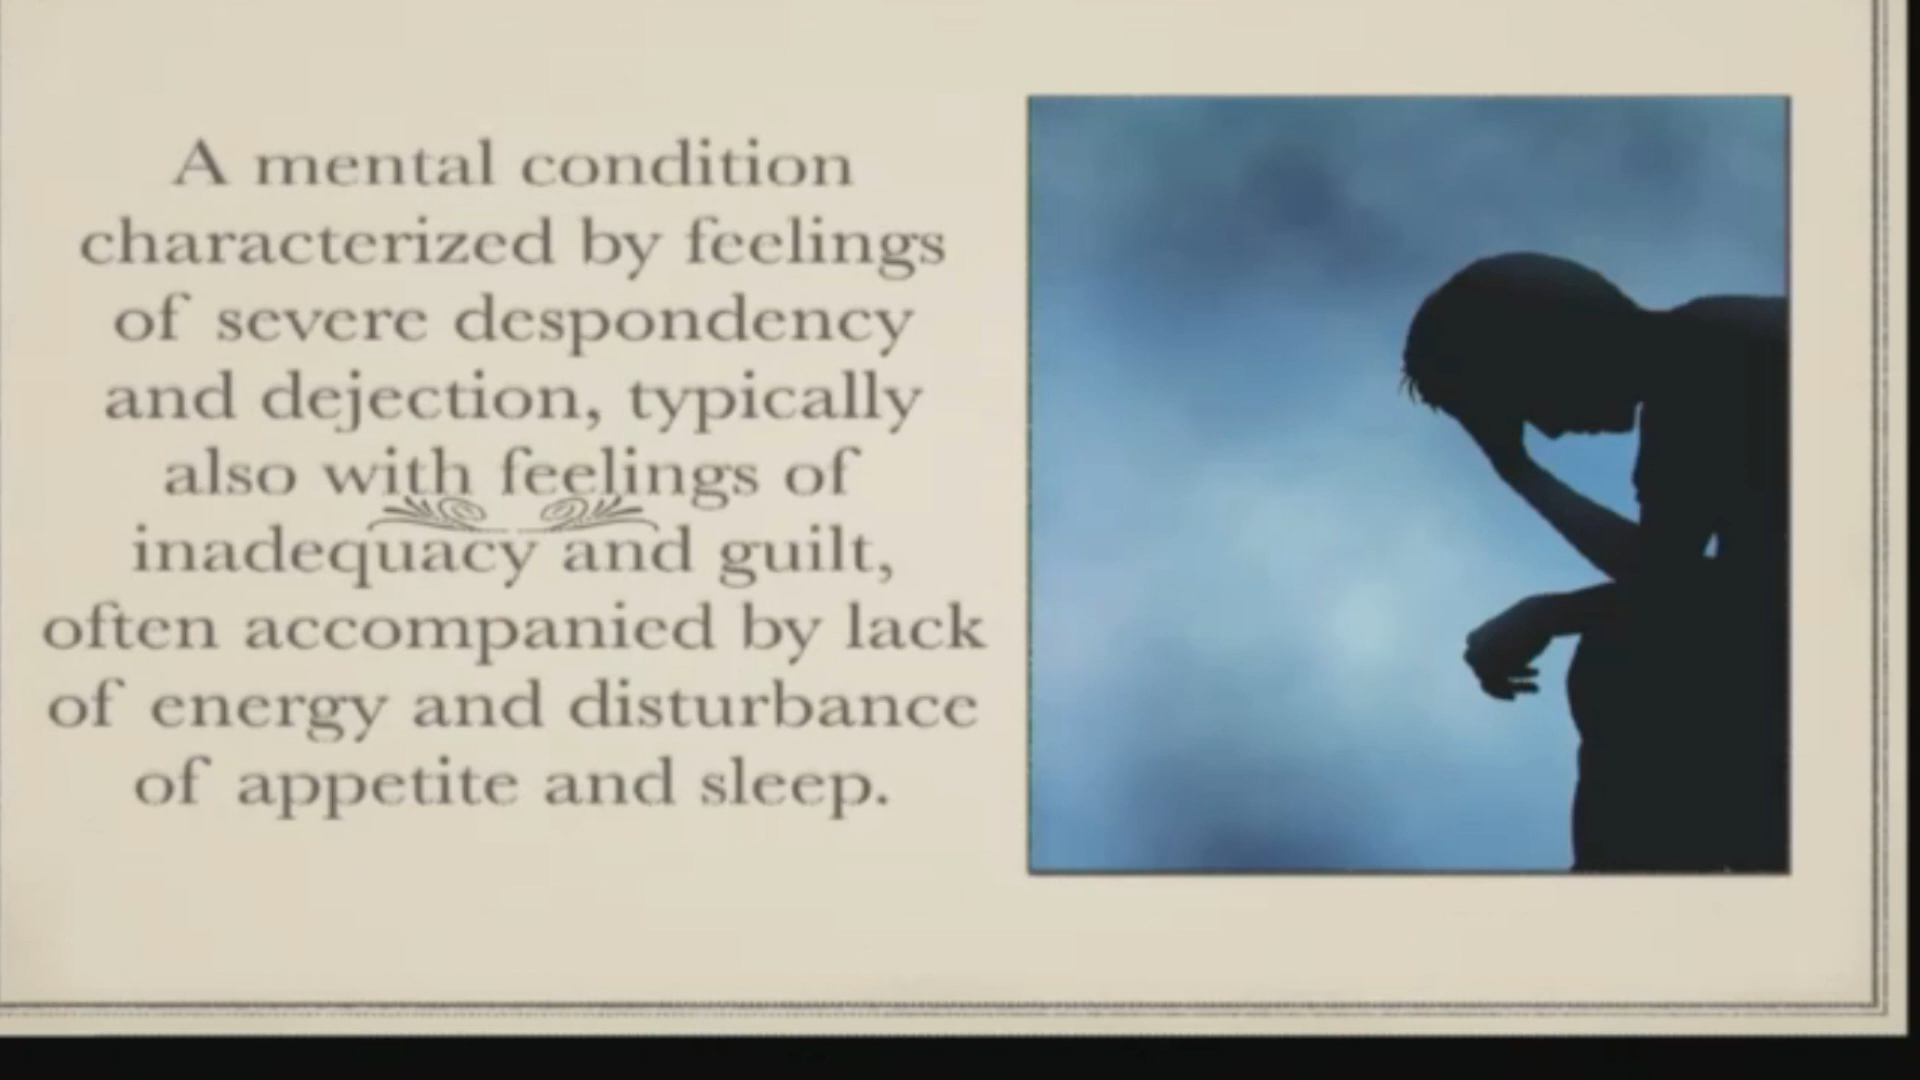 A mental condition
characterized by feelings
of severe despondency
and dejection, typically
also with feelings of
inadequacy and guilt,
often accompanied by lack
of energy and disturbance
of appetite and sleep.